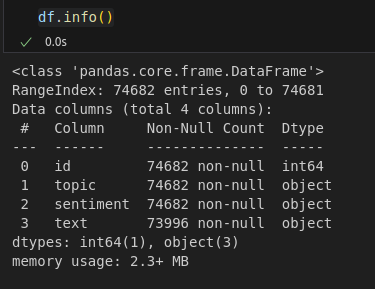 df.info()
✓ 0.0s
<class 'pandas.core.frame.DataFrame'>
RangeIndex: 74682 entries, 0 to 74681
Data columns (total 4 columns):
 #   Column     Non-Null Count  Dtype
---  ------     --------------  -----
 0   id         74682 non-null  int64
 1   topic      74682 non-null  object
 2   sentiment  74682 non-null  object
 3   text       73996 non-null  object
dtypes: int64(1), object(3)
memory usage: 2.3+ MB